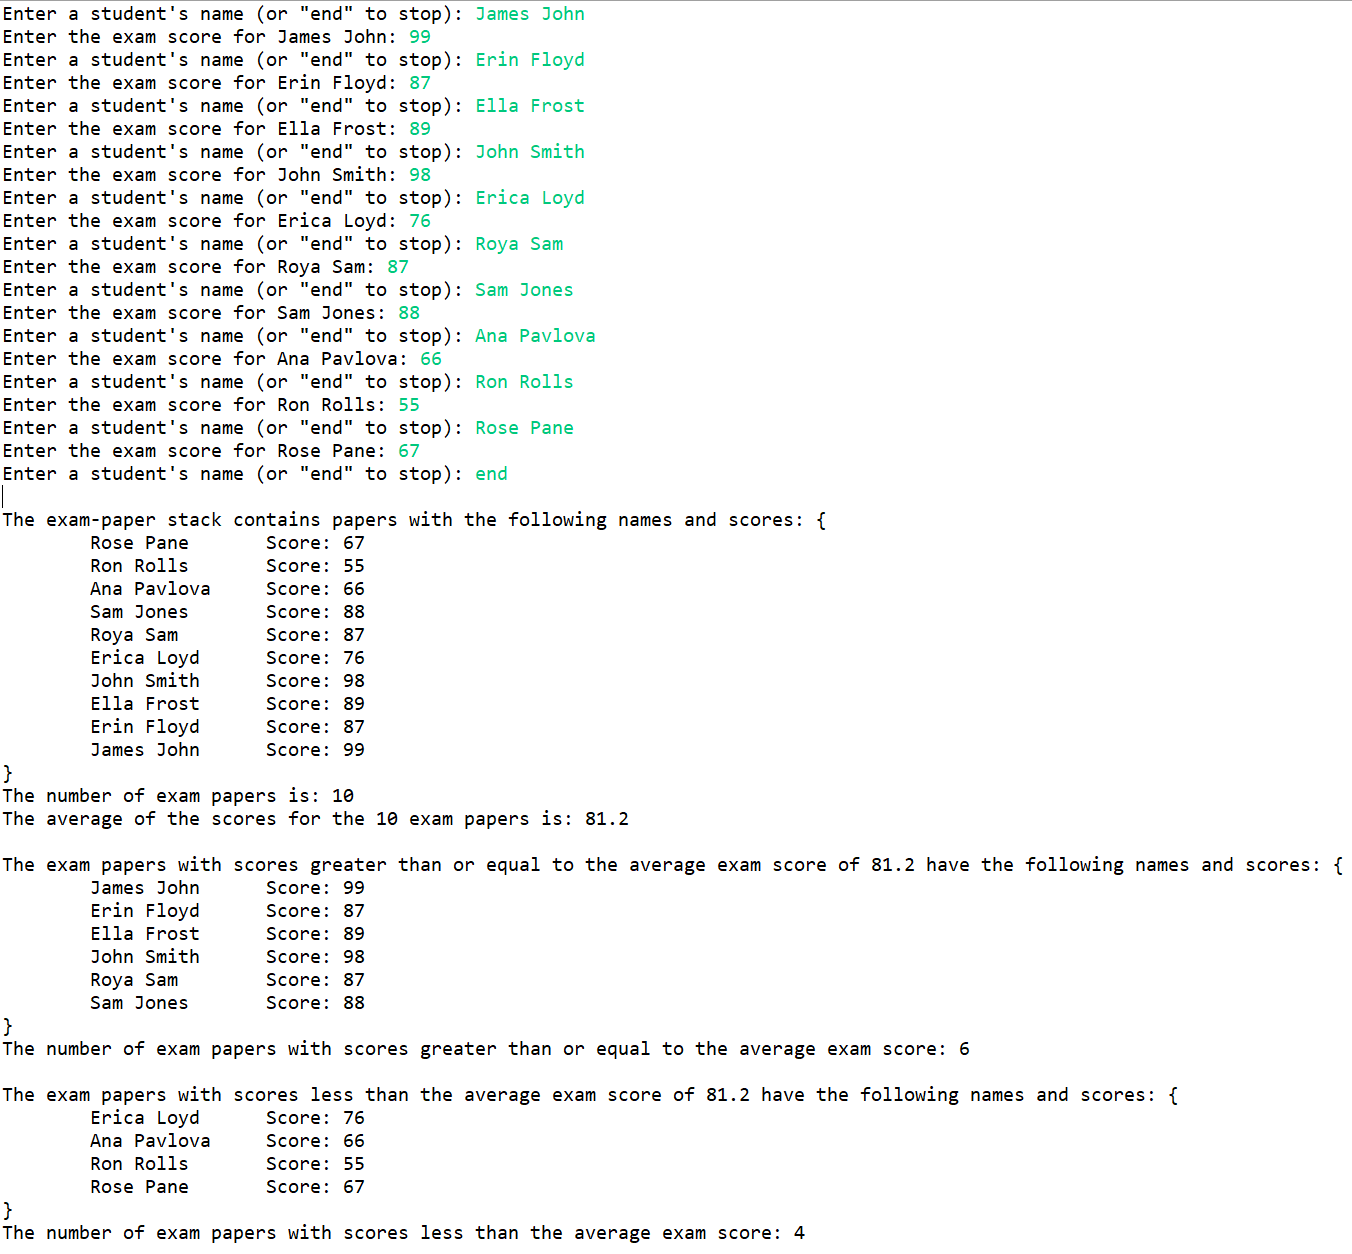 Enter a student's name (or "end" to stop): James John
Enter the exam score for James John: 99
Enter a student's name (or "end" to stop): Erin Floyd
Enter the exam score for Erin Floyd: 87
Enter a student's name (or "end" to stop): Ella Frost
Enter the exam score for Ella Frost: 89
Enter a student's name (or "end" to stop): John Smith
Enter the exam score for John Smith: 98
Enter a student's name (or "end" to stop): Erica Loyd
Enter the exam score for Erica Loyd: 76
Enter a student's name (or "end" to stop): Roya Sam
Enter the exam score for Roya Sam: 87
Enter a student's name (or "end" to stop): Sam Jones
Enter the exam score for Sam Jones: 88
Enter a student's name (or "end" to stop): Ana Pavlova
Enter the exam score for Ana Pavlova: 66
Enter a student's name (or "end" to stop): Ron Rolls
Enter the exam score for Ron Rolls: 55
Enter a student's name (or "end" to stop): Rose Pane
Enter the exam score for Rose Pane: 67
Enter a student's name (or "end" to stop): end

The exam-paper stack contains papers with the following names and scores: {
        Rose Pane       Score: 67
        Ron Rolls       Score: 55
        Ana Pavlova     Score: 66
        Sam Jones       Score: 88
        Roya Sam        Score: 87
        Erica Loyd      Score: 76
        John Smith      Score: 98
        Ella Frost      Score: 89
        Erin Floyd      Score: 87
        James John      Score: 99
}
The number of exam papers is: 10
The average of the scores for the 10 exam papers is: 81.2

The exam papers with scores greater than or equal to the average exam score of 81.2 have the following names and scores: {
        James John      Score: 99
        Erin Floyd      Score: 87
        Ella Frost      Score: 89
        John Smith      Score: 98
        Roya Sam        Score: 87
        Sam Jones       Score: 88
}
The number of exam papers with scores greater than or equal to the average exam score: 6

The exam papers with scores less than the average exam score of 81.2 have the following names and scores: {
        Erica Loyd      Score: 76
        Ana Pavlova     Score: 66
        Ron Rolls       Score: 55
        Rose Pane       Score: 67
}
The number of exam papers with scores less than the average exam score: 4